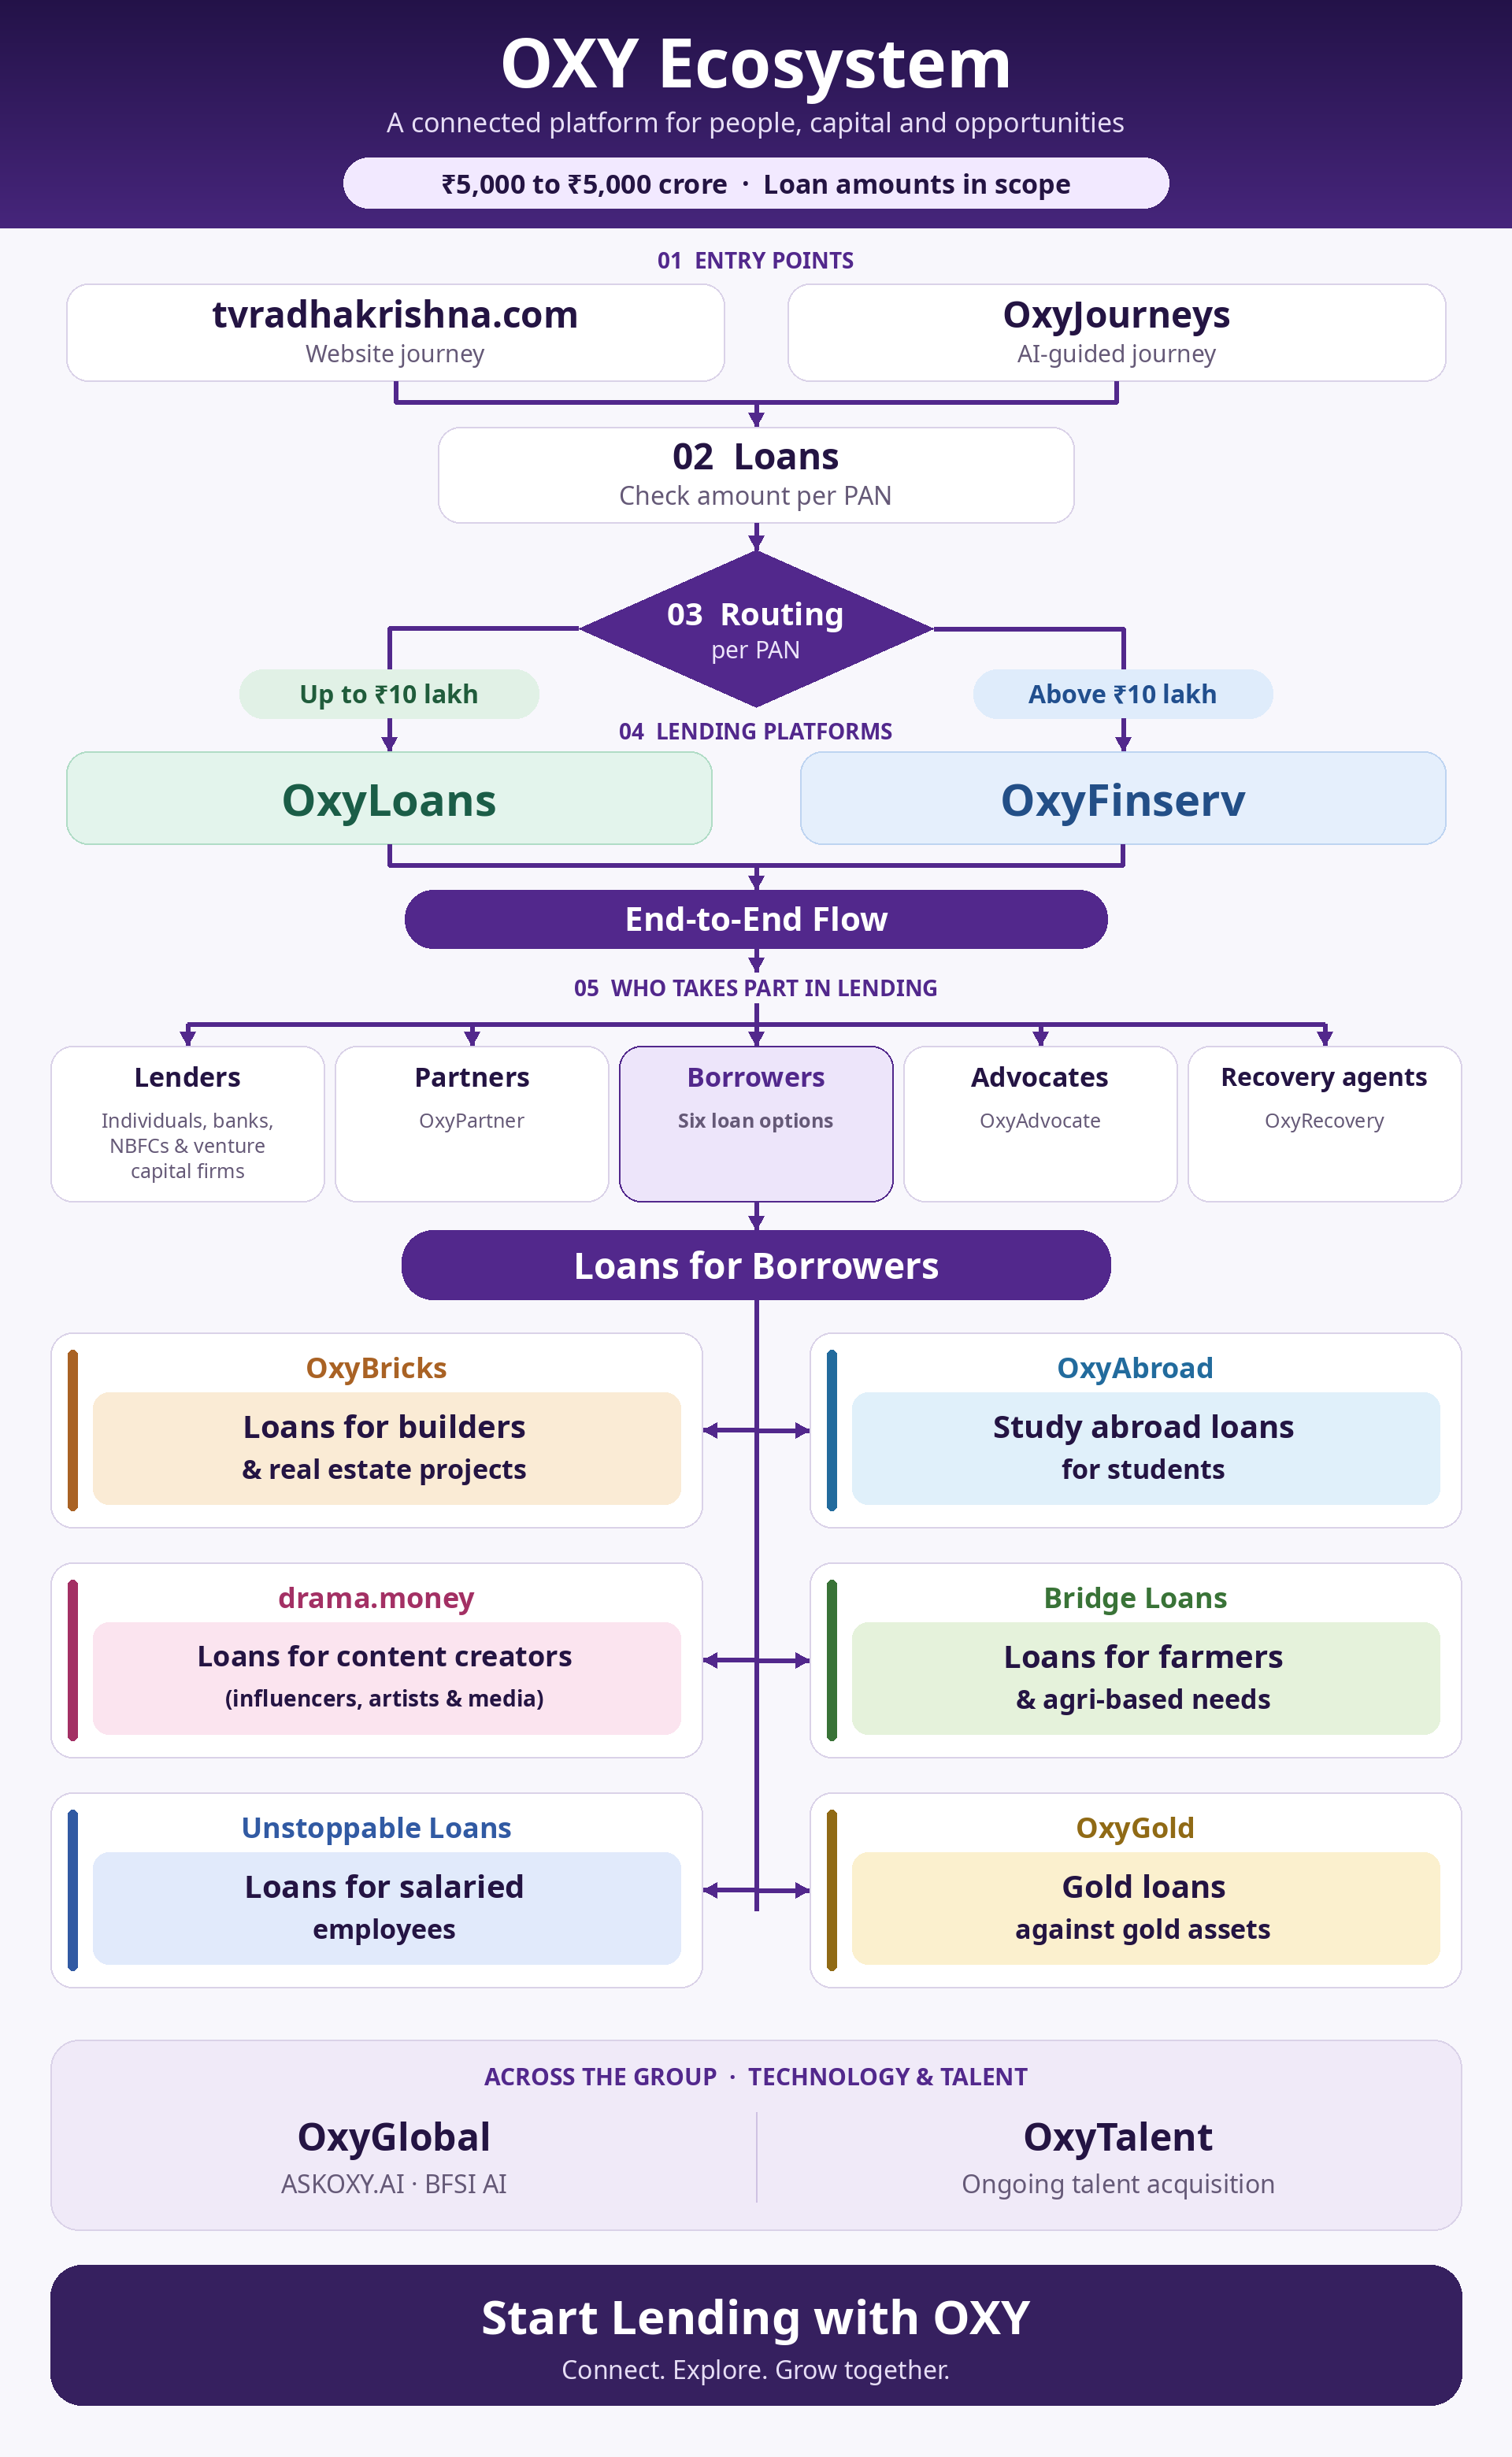 OXY Ecosystem
A connected platform for people, capital and opportunities
₹5,000 to ₹5,000 crore · Loan amounts in scope
01 ENTRY POINTS
tvradhakrishna.com
Website journey
OxyJourneys
AI-guided journey
02 Loans
Check amount per PAN
03 Routing
per PAN
Up to ₹10 lakh
Above ₹10 lakh
04 LENDING PLATFORMS
OxyLoans
OxyFinserv
End-to-End Flow
05 WHO TAKES PART IN LENDING
Lenders
Individuals, banks,
NBFCs & venture
capital firms
Partners
OxyPartner
Borrowers
Six loan options
Advocates
OxyAdvocate
Recovery agents
OxyRecovery
Loans for Borrowers
OxyBricks
Loans for builders
& real estate projects
OxyAbroad
Study abroad loans
for students
drama.money
Loans for content creators
(influencers, artists & media)
Bridge Loans
Loans for farmers
& agri-based needs
Unstoppable Loans
Loans for salaried
employees
OxyGold
Gold loans
against gold assets
ACROSS THE GROUP · TECHNOLOGY & TALENT
OxyGlobal
ASKOXY.AI · BFSI AI
OxyTalent
Ongoing talent acquisition
Start Lending with OXY
Connect. Explore. Grow together.